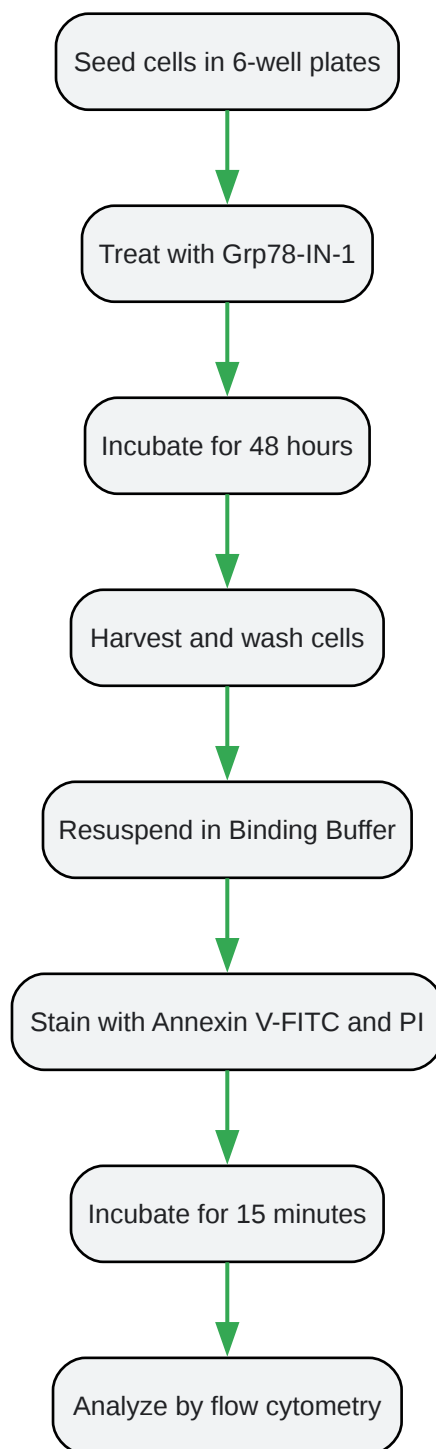 Seed cells in 6-well plates
Treat with Grp78-IN-1
Incubate for 48 hours
Harvest and wash cells
Resuspend in Binding Buffer
Stain with Annexin V-FITC and PI
Incubate for 15 minutes
Analyze by flow cytometry